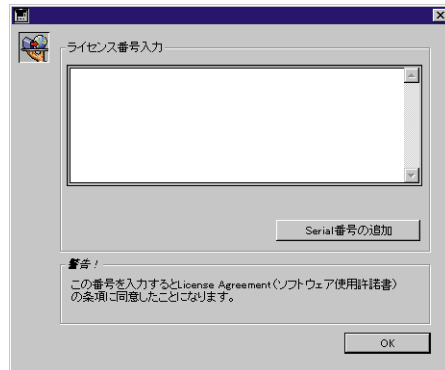 ライセンス番号入力
Serial番号の追加
警告!
この番号を入力するとLicense Agreement(ソフトウェア使用許諾書)
の条項に同意したことになります。
OK